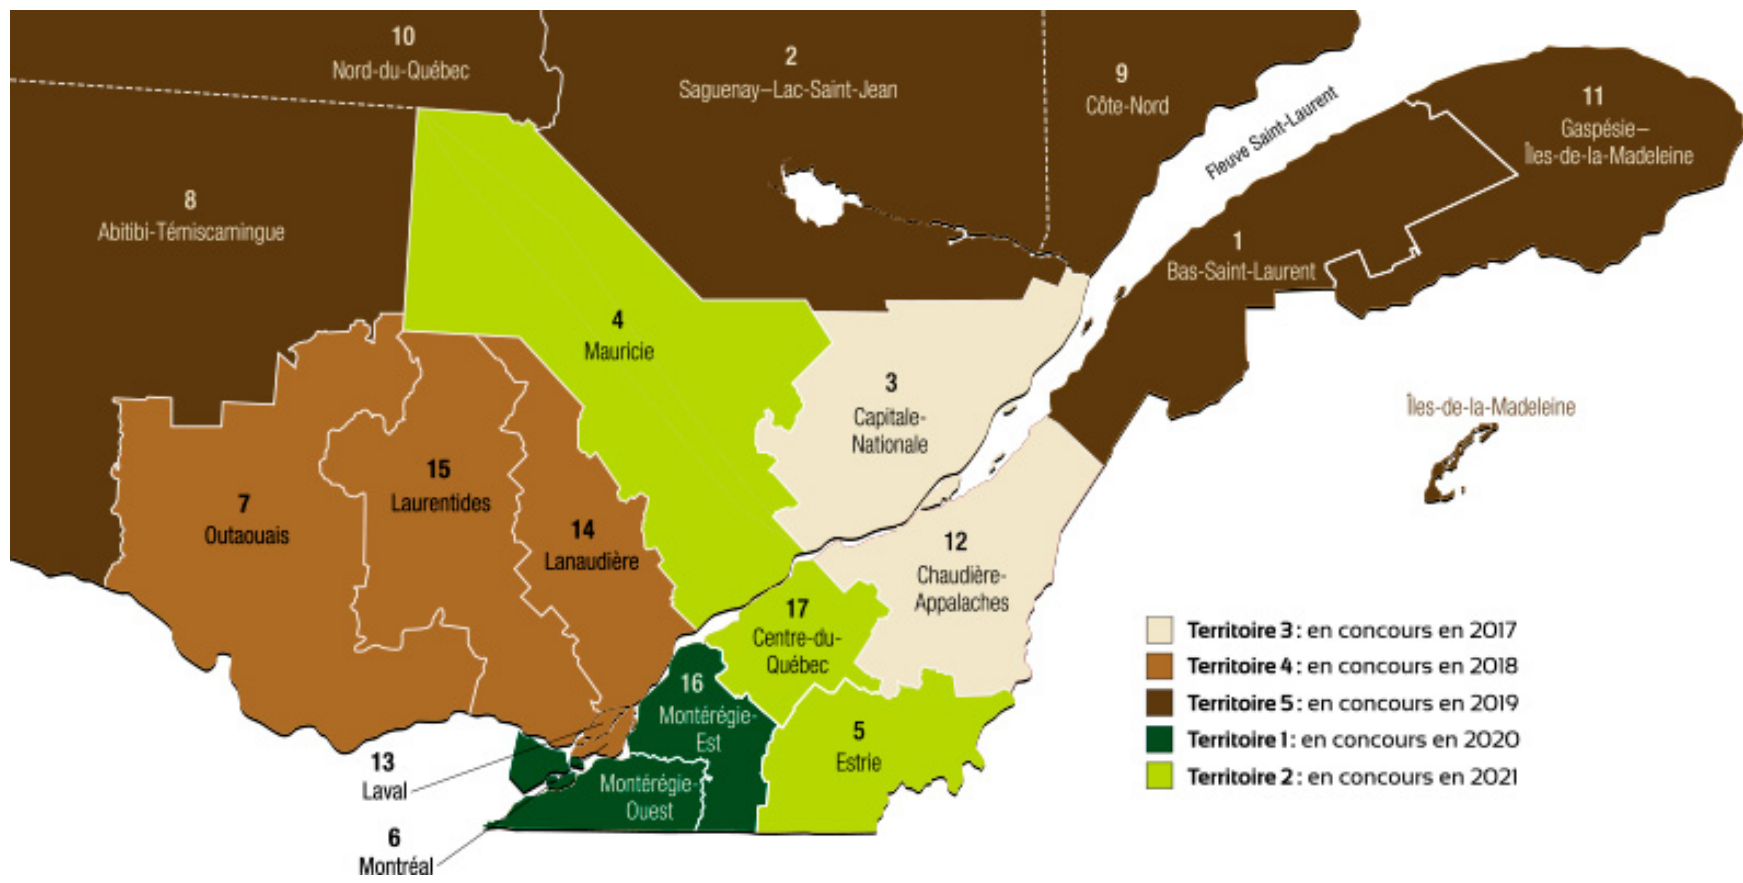 10
Nord-du-Québec
2
Saguenay–Lac-Saint-Jean
9
Côte-Nord
Fleuve Saint-Laurent
11
Gaspésie–
Îles-de-la-Madeleine
8
Abitibi-Témiscamingue
1
Bas-Saint-Laurent
4
Mauricie
3
Capitale-
Nationale
Îles-de-la-Madeleine
15
Laurentides
7
Outaouais
14
Lanaudière
12
Chaudière-
Appalaches
17
Centre-du-
Québec
16
Montérégie-
Est
5
Estrie
13
Laval
Montérégie-
Ouest
6
Montréal
Territoire 3 : en concours en 2017
Territoire 4 : en concours en 2018
Territoire 5 : en concours en 2019
Territoire 1 : en concours en 2020
Territoire 2 : en concours en 2021